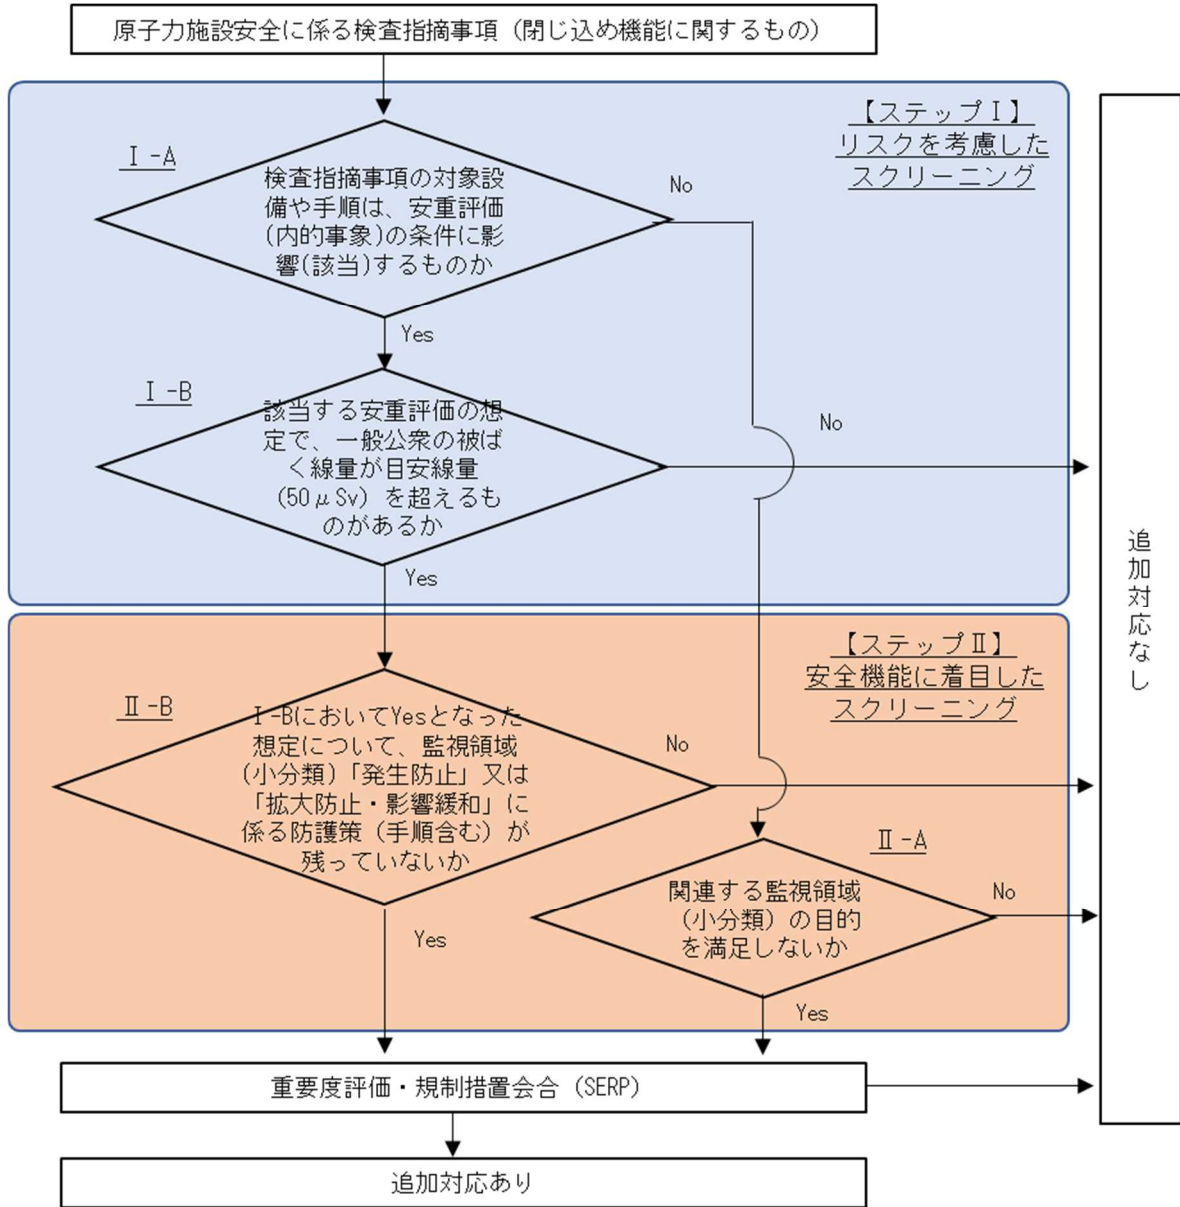 原子力施設安全に係る検査指摘事項（閉じ込め機能に関するもの）
【ステップⅠ】
リスクを考慮した
スクリーニング
Ⅰ-A
検査指摘事項の対象設
備や手順は、安重評価
(内的事象)の条件に影
響(該当)するものか
No
Yes
Ⅰ-B
該当する安重評価の想
定で、一般公衆の被ば
く線量が目安線量
(50μSv) を超えるも
のがあるか
No
Yes
【ステップⅡ】
安全機能に着目した
スクリーニング
Ⅱ-B
Ⅰ-BにおいてYesとなった
想定について、監視領域
(小分類)「発生防止」又は
「拡大防止・影響緩和」に
係る防護策（手順含む）が
残っていないか
No
Yes
Ⅱ-A
関連する監視領域
(小分類) の目的
を満足しないか
No
Yes
重要度評価・規制措置会合 (SERP)
追加対応あり
追加対応なし